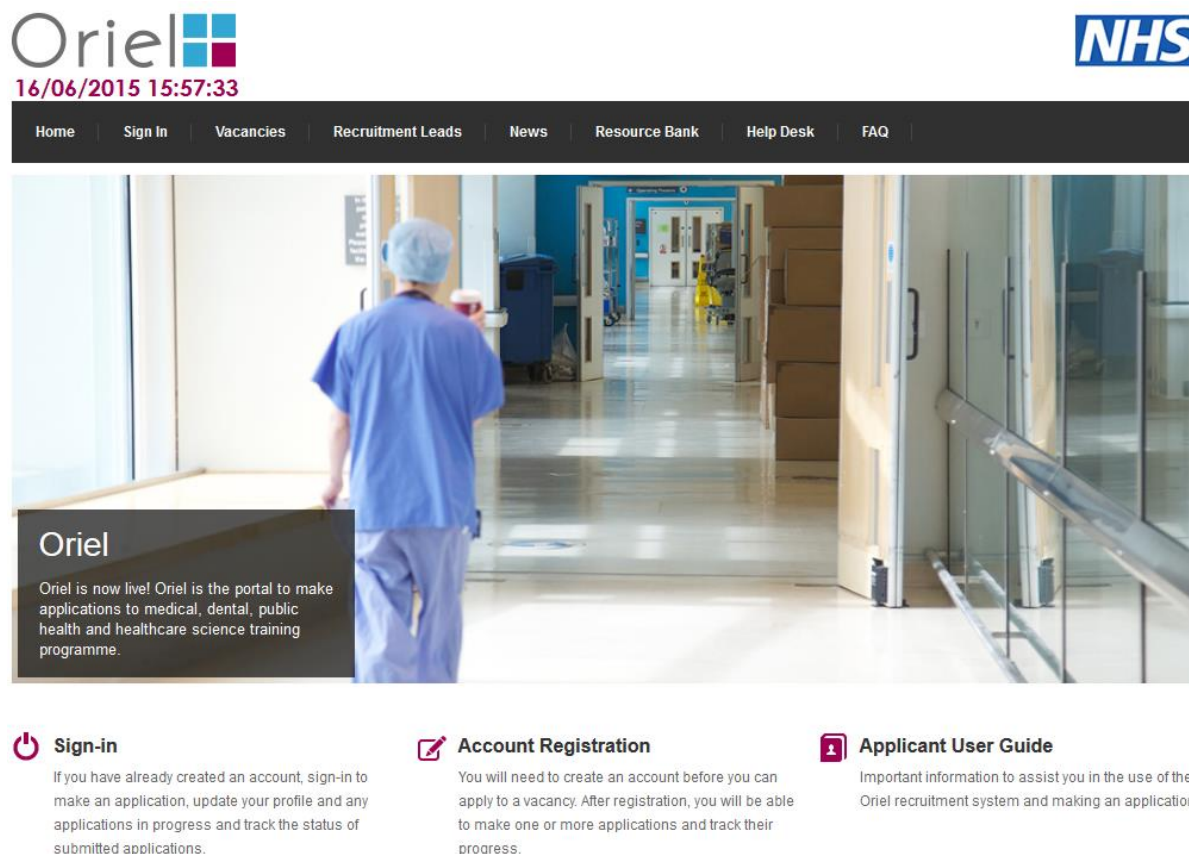 Oriel
NHS
16/06/2015 15:57:33
Home
Sign In
Vacancies
Recruitment Leads
News
Resource Bank
Help Desk
FAQ
Oriel
Oriel is now live! Oriel is the portal to make
applications to medical, dental, public
health and healthcare science training
programme.
Sign-in
If you have already created an account, sign-in to
make an application, update your profile and any
applications in progress and track the status of
submitted applications.
Account Registration
You will need to create an account before you can
apply to a vacancy. After registration, you will be able
to make one or more applications and track their
progress.
Applicant User Guide
Important information to assist you in the use of the
Oriel recruitment system and making an application